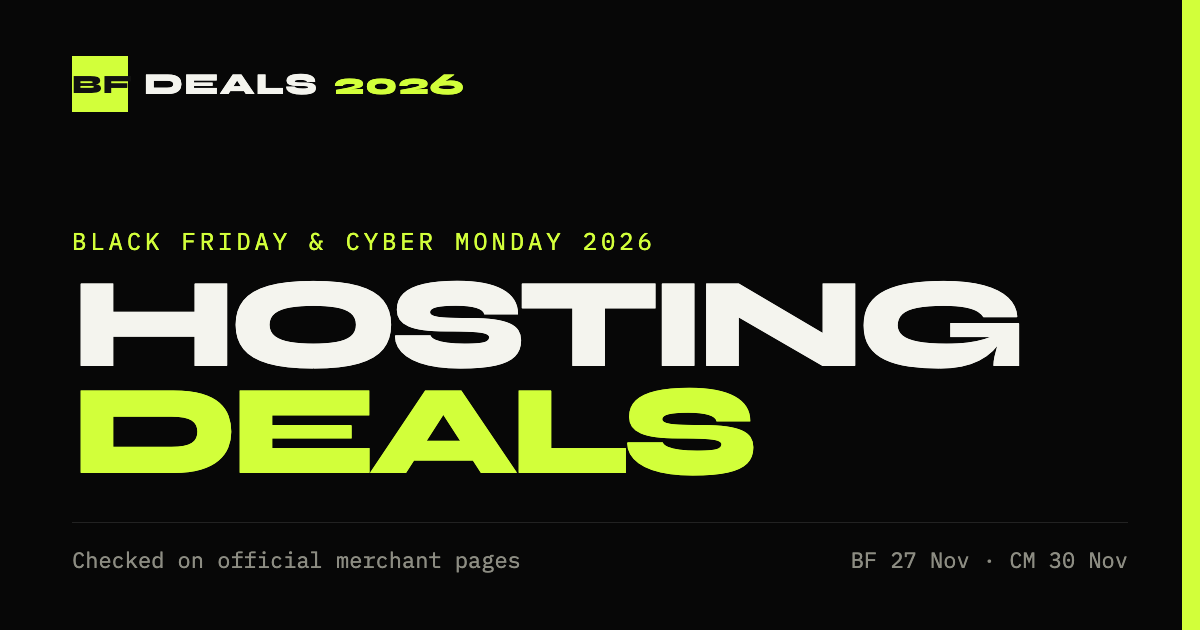 BF DEALS 2026
BLACK FRIDAY & CYBER MONDAY 2026
HOSTING
DEALS
Checked on official merchant pages
BF 27 Nov · CM 30 Nov